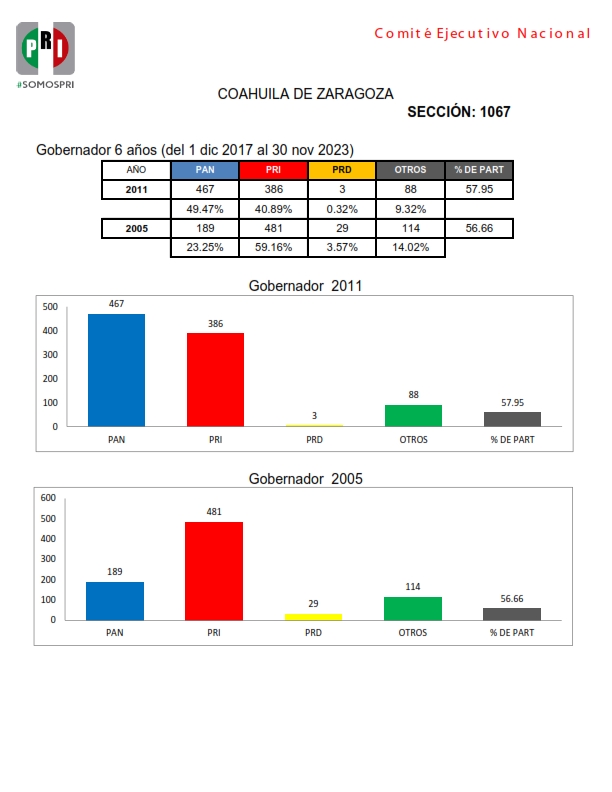 Comité Ejecutivo Nacional
PRI
#SOMOSPRI
COAHUILA DE ZARAGOZA
SECCIÓN: 1067
Gobernador 6 años (del 1 dic 2017 al 30 nov 2023)
AÑO PAN PRI PRD OTROS % DE PART
2011 467 386 3 88 57.95
49.47% 40.89% 0.32% 9.32%
2005 189 481 29 114 56.66
23.25% 59.16% 3.57% 14.02%
Gobernador 2011
500
400
300
200
100
0
467
386
3
88
57.95
PAN PRI PRD OTROS % DE PART
Gobernador 2005
600
500
400
300
200
100
0
189
481
29
114
56.66
PAN PRI PRD OTROS % DE PART